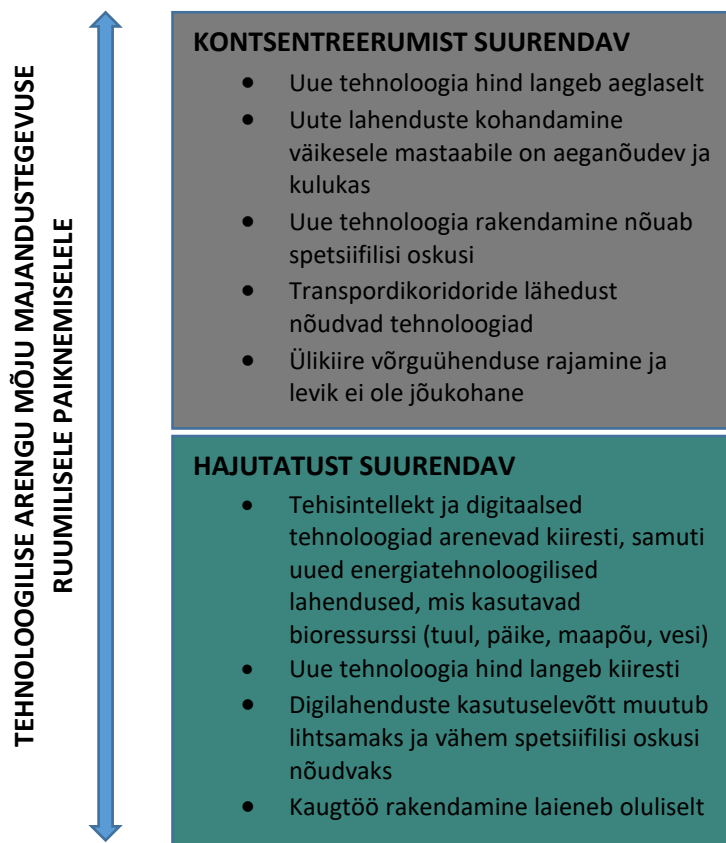 TEHNOLOOGILISE ARENGU MÕJU MAJANDUSTEGEVUSE
RUUMILISELE PAIKNEMISELE
KONTSENTREERUMIST SUURENDAV
• Uue tehnoloogia hind langeb aeglaselt
• Uute lahenduste kohandamine
väikesele mastaabile on aeganõudev ja
kulukas
• Uue tehnoloogia rakendamine nõuab
spetsiifilisi oskusi
• Transpordikoridoride lähedust
nõudvad tehnoloogiad
• Ülikiire võrguühenduse rajamine ja
levik ei ole jõukohane
HAJUTATUST SUURENDAV
• Tehisintellekt ja digitaalsed
tehnoloogiad arenevad kiiresti, samuti
uued energiatehnoloogilised
lahendused, mis kasutavad
bioressurssi (tuul, päike, maapõu, vesi)
• Uue tehnoloogia hind langeb kiiresti
• Digilahenduste kasutuselevõtt muutub
lihtsamaks ja vähem spetsiifilisi oskusi
nõudvaks
• Kaugtöö rakendamine laieneb oluliselt